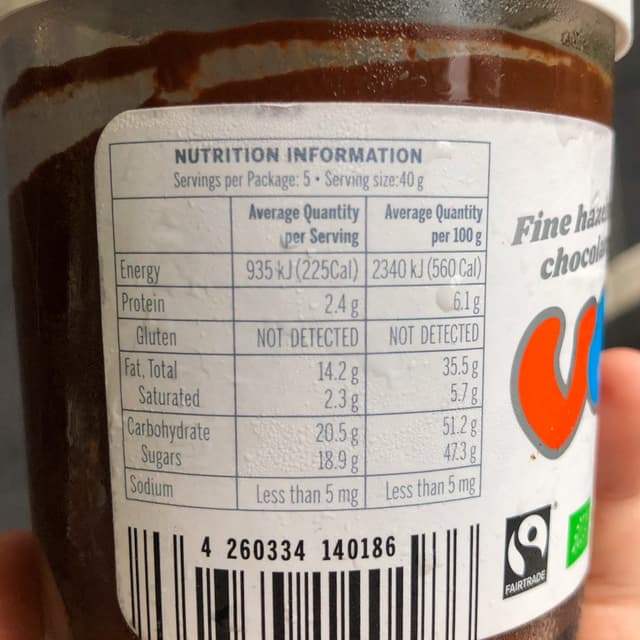 NUTRITION INFORMATION
Servings per Package: 5 • Serving size: 40 g
Average Quantity per Serving Average Quantity per 100 g
Energy 935 kJ (225Cal) 2340 kJ (560 Cal)
Protein 2.4 g 6.1 g
Gluten NOT DETECTED NOT DETECTED
Fat, Total 14.2 g 35.5 g
Saturated 2.3 g 5.7 g
Carbohydrate 20.5 g 51.2 g
Sugars 18.9 g 47.3 g
Sodium Less than 5 mg Less than 5 mg
4 260334 140186
Fine
FAIRTRADE